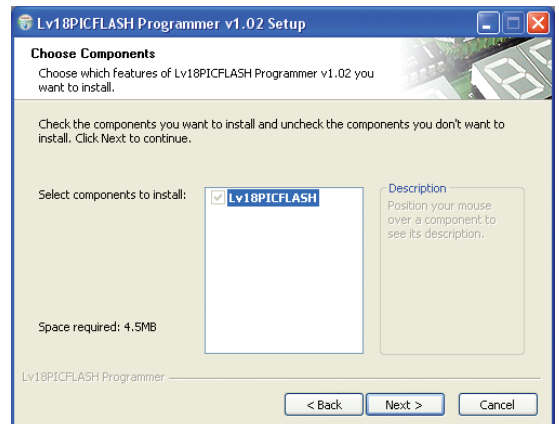 Lv18PICFLASH Programmer v1.02 Setup
Choose Components
Choose which features of Lv18PICFLASH Programmer v1.02 you
want to install.
Check the components you want to install and uncheck the components you don't want to
install. Click Next to continue.
Select components to install:
Lv18PICFLASH
Description
Position your mouse
over a component to
see its description.
Space required: 4.5MB
Lv18PICFLASH Programmer
< Back
Next >
Cancel